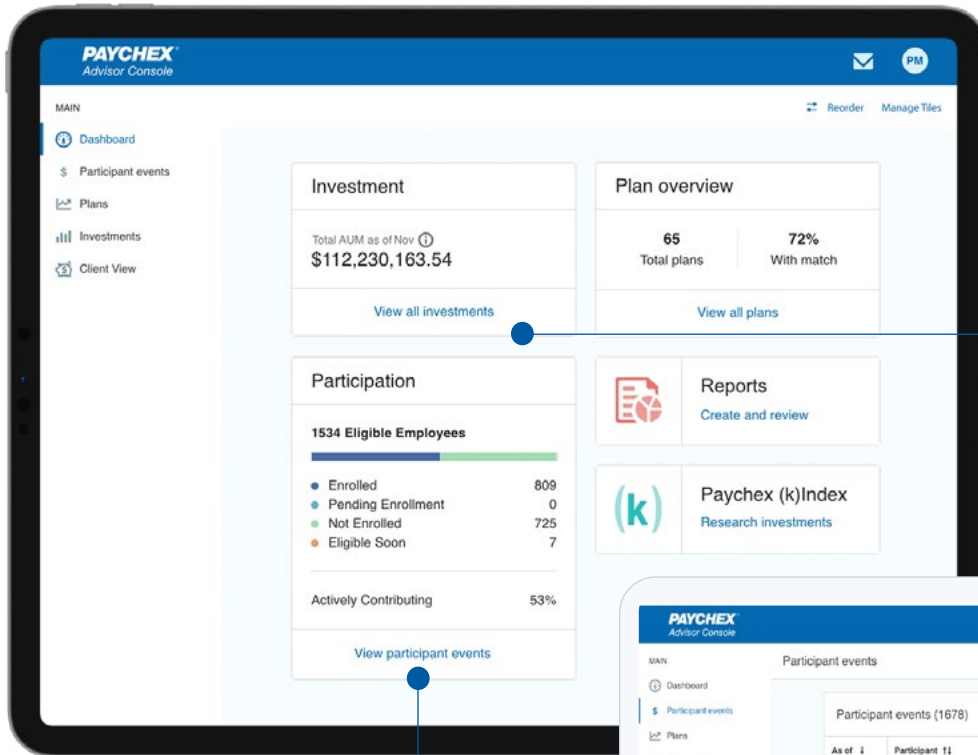 PAYCHEX®
Advisor Console
PM
MAIN
Reorder Manage Tiles
Dashboard
$ Participant events
Plans
Investments
Client View
Investment
Total AUM as of Nov
$112,230,163.54
View all investments
Plan overview
65 72%
Total plans With match
View all plans
Participation
1534 Eligible Employees
Enrolled 809
Pending Enrollment 0
Not Enrolled 725
Eligible Soon 7
Actively Contributing 53%
View participant events
Reports
Create and review
(k)
Paychex (k)Index
Research investments
PAYCHEX®
Advisor Console
MAIN
Participant events
Dashboard
$ Participant events
Plans
Participant events (1678)
As of Participant